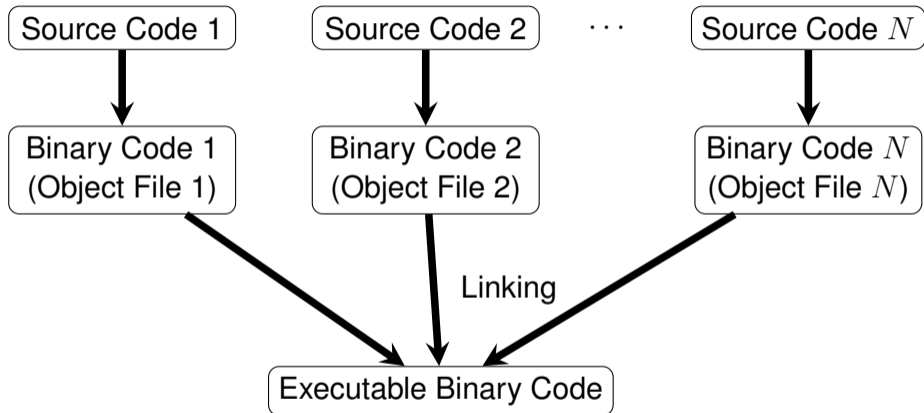 Source Code 1
Source Code 2
...
Source Code N
Binary Code 1
(Object File 1)
Binary Code 2
(Object File 2)
Binary Code N
(Object File N)
Linking
Executable Binary Code